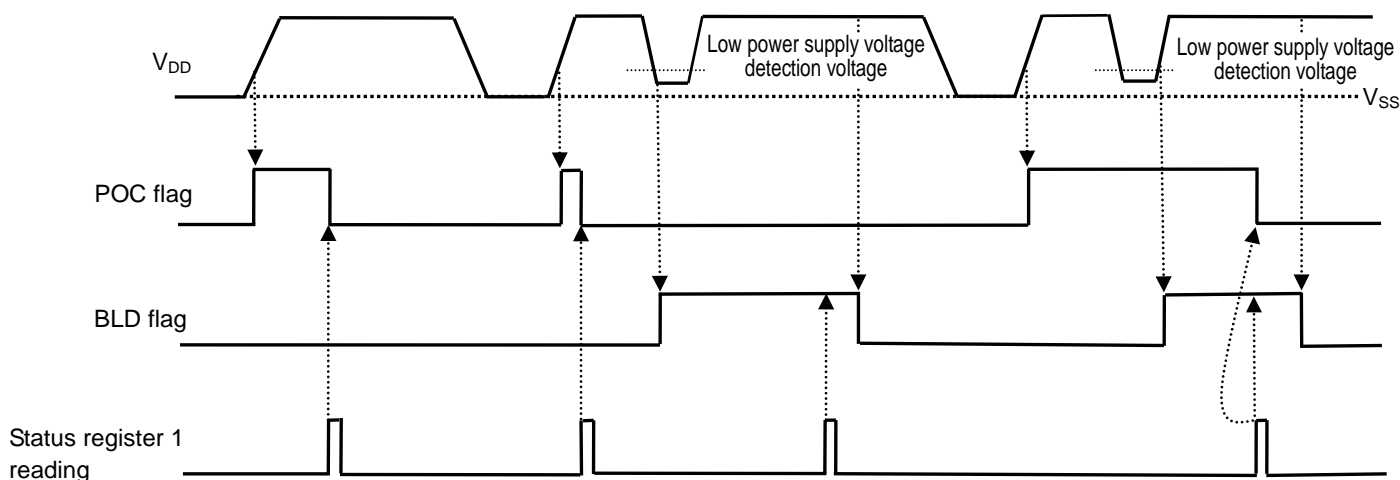 Low power supply voltage
detection voltage
Low power supply voltage
detection voltage
VDD
VSS
POC flag
BLD flag
Status register 1
reading